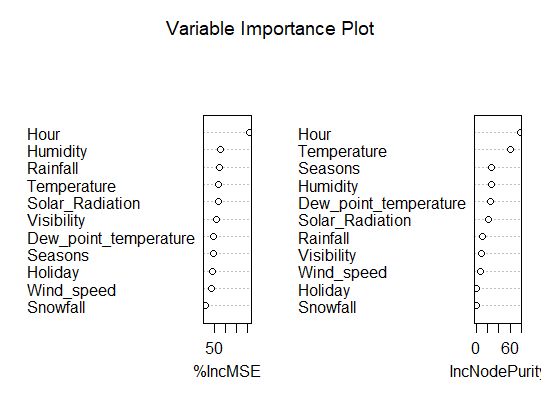 Variable Importance Plot
Hour
Humidity
Rainfall
Temperature
Solar_Radiation
Visibility
Dew_point_temperature
Seasons
Holiday
Wind_speed
Snowfall
50
%IncMSE
Hour
Temperature
Seasons
Humidity
Dew_point_temperature
Solar_Radiation
Rainfall
Visibility
Wind_speed
Holiday
Snowfall
0 60
IncNodePurity